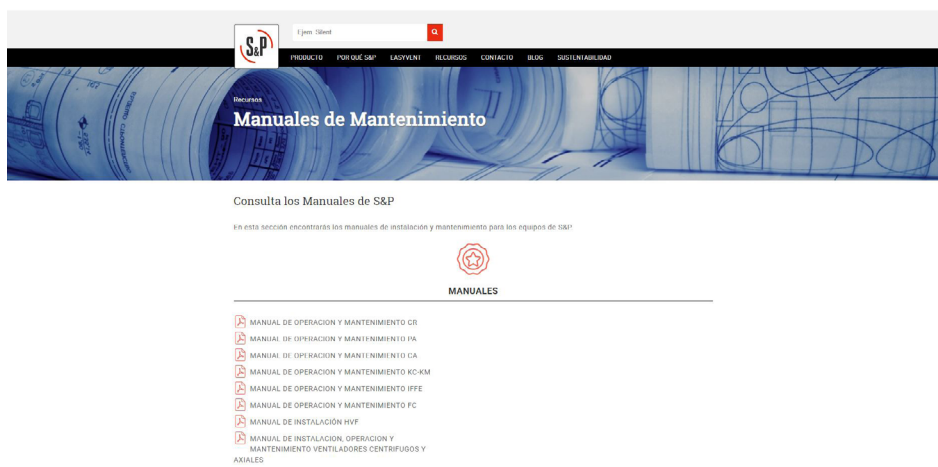 S&P
Ejem. Silent
PRODUCTO POR QUÉ S&P EASYVENT RECURSOS CONTACTO BLOG SUSTENTABILIDAD
Recursos
Manuales de Mantenimiento
Consulta los Manuales de S&P
En esta sección encontrarás los manuales de instalación y mantenimiento para los equipos de S&P
MANUALES
MANUAL DE OPERACION Y MANTENIMIENTO CR
MANUAL DE OPERACION Y MANTENIMIENTO PA
MANUAL DE OPERACION Y MANTENIMIENTO CA
MANUAL DE OPERACION Y MANTENIMIENTO KC-KM
MANUAL DE OPERACION Y MANTENIMIENTO IFFE
MANUAL DE OPERACION Y MANTENIMIENTO FC
MANUAL DE INSTALACIÓN HVF
MANUAL DE INSTALACION, OPERACION Y
MANTENIMIENTO VENTILADORES CENTRIFUGOS Y
AXIALES